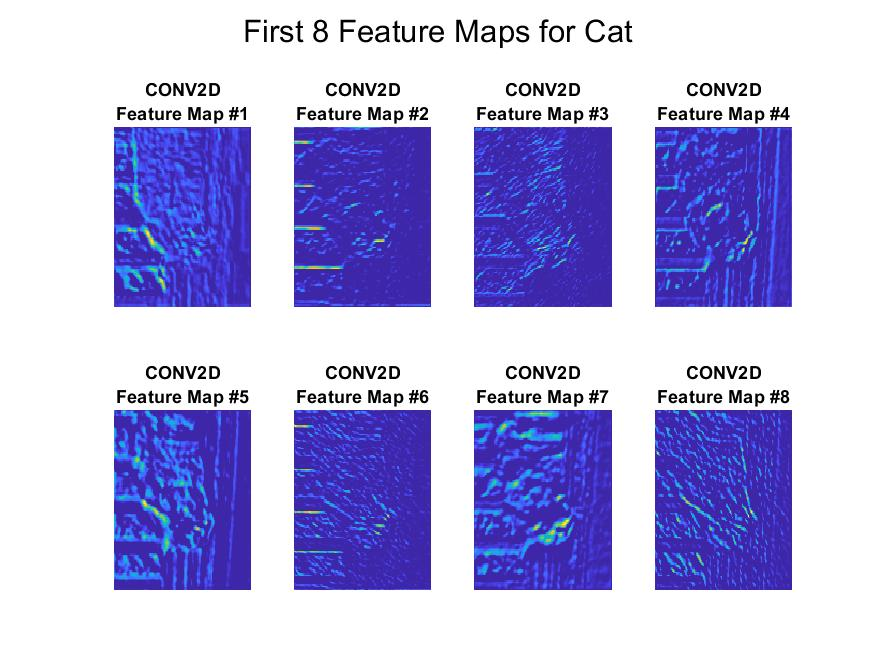 First 8 Feature Maps for Cat
CONV2D
Feature Map #1
CONV2D
Feature Map #2
CONV2D
Feature Map #3
CONV2D
Feature Map #4
CONV2D
Feature Map #5
CONV2D
Feature Map #6
CONV2D
Feature Map #7
CONV2D
Feature Map #8